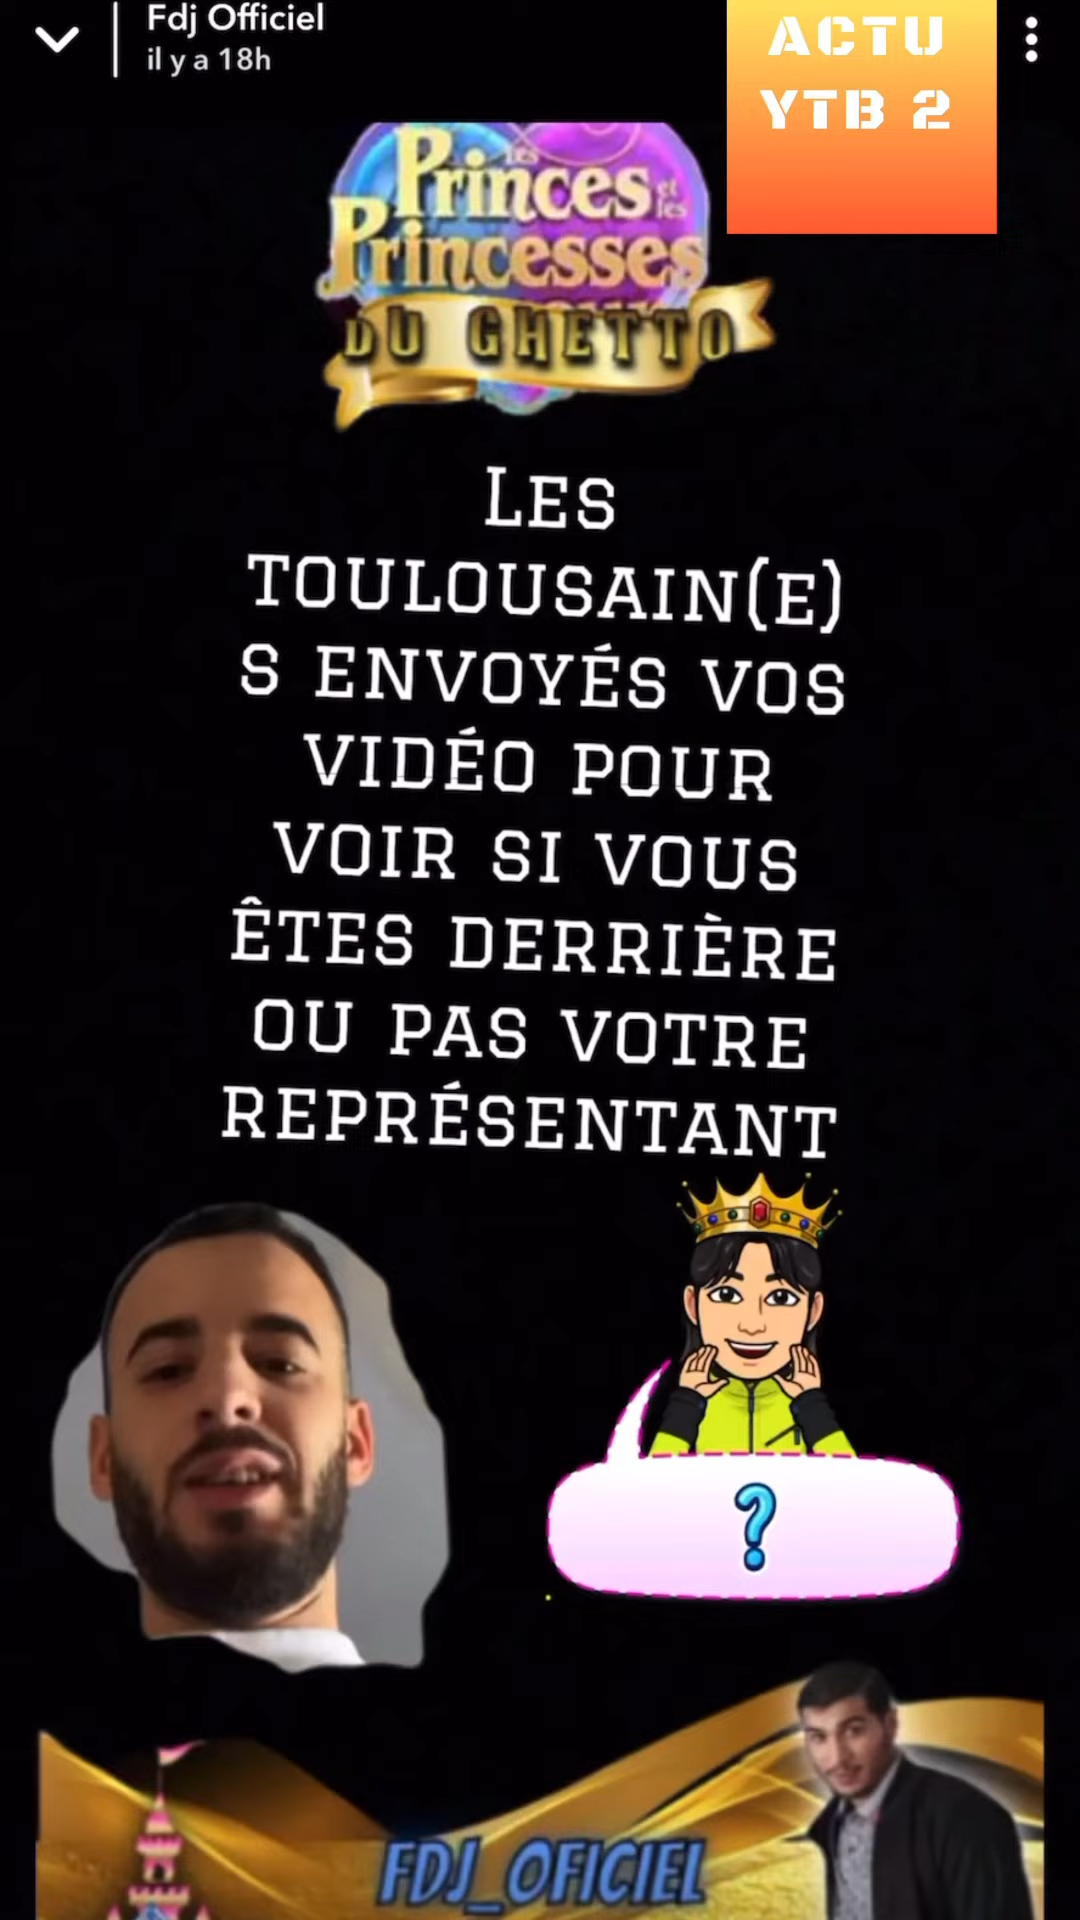 Fdj Officiel
il y a 18h
ACTU
YTB 2
Les
Princes et
les
Princesses
DU GHETTO
LES
TOULOUSAIN(E)
S ENVOYÉS VOS
VIDÉO POUR
VOIR SI VOUS
ÊTES DERRIÈRE
OU PAS VOTRE
REPRÉSENTANT
?
FDJ_OFICIEL